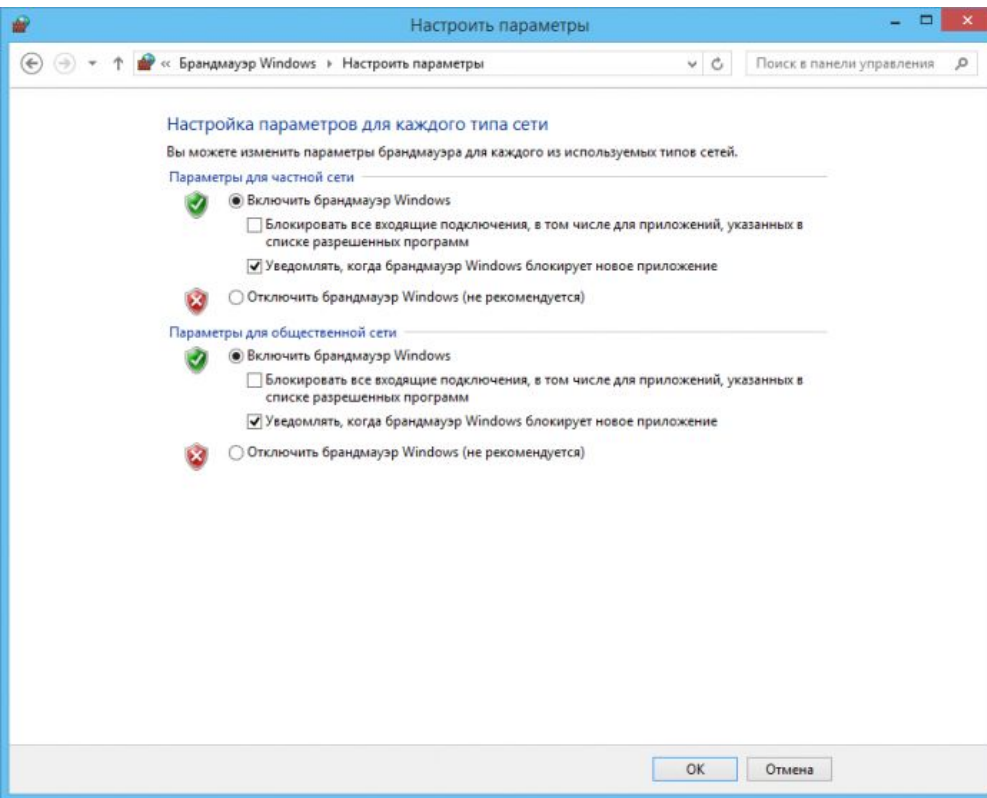 Настроить параметры
« Брандмауэр Windows ▸ Настроить параметры
Поиск в панели управления
Настройка параметров для каждого типа сети
Вы можете изменить параметры брандмауэра для каждого из используемых типов сетей.
Параметры для частной сети
Включить брандмауэр Windows
Блокировать все входящие подключения, в том числе для приложений, указанных в
списке разрешенных программ
Уведомлять, когда брандмауэр Windows блокирует новое приложение
Отключить брандмауэр Windows (не рекомендуется)
Параметры для общественной сети
Включить брандмауэр Windows
Блокировать все входящие подключения, в том числе для приложений, указанных в
списке разрешенных программ
Уведомлять, когда брандмауэр Windows блокирует новое приложение
Отключить брандмауэр Windows (не рекомендуется)
OK
Отмена